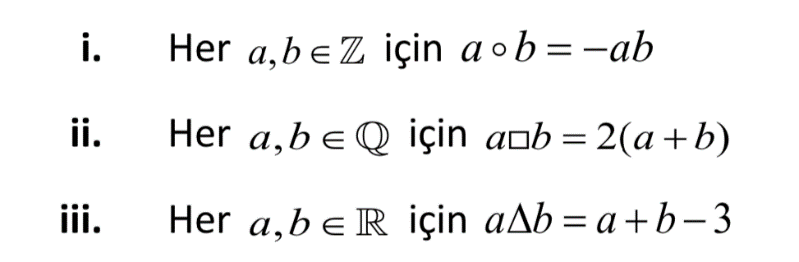 i. Her a,b∈ℤ için a∘b=−ab
ii. Her a,b∈ℚ için a□b=2(a+b)
iii. Her a,b∈ℝ için aΔb=a+b−3